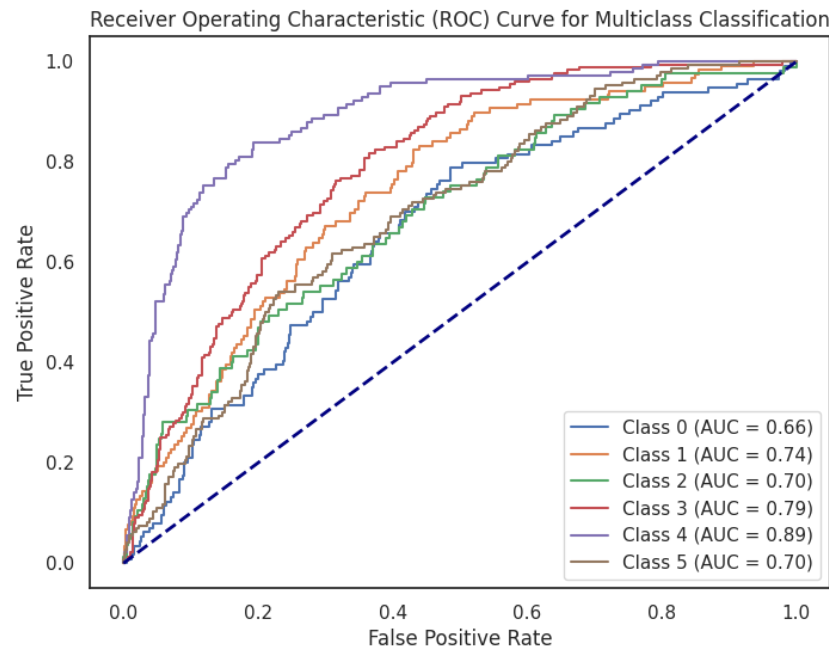 Receiver Operating Characteristic (ROC) Curve for Multiclass Classification
True Positive Rate
1.0
0.8
0.6
0.4
0.2
0.0
Class 0 (AUC = 0.66)
Class 1 (AUC = 0.74)
Class 2 (AUC = 0.70)
Class 3 (AUC = 0.79)
Class 4 (AUC = 0.89)
Class 5 (AUC = 0.70)
0.0 0.2 0.4 0.6 0.8 1.0
False Positive Rate